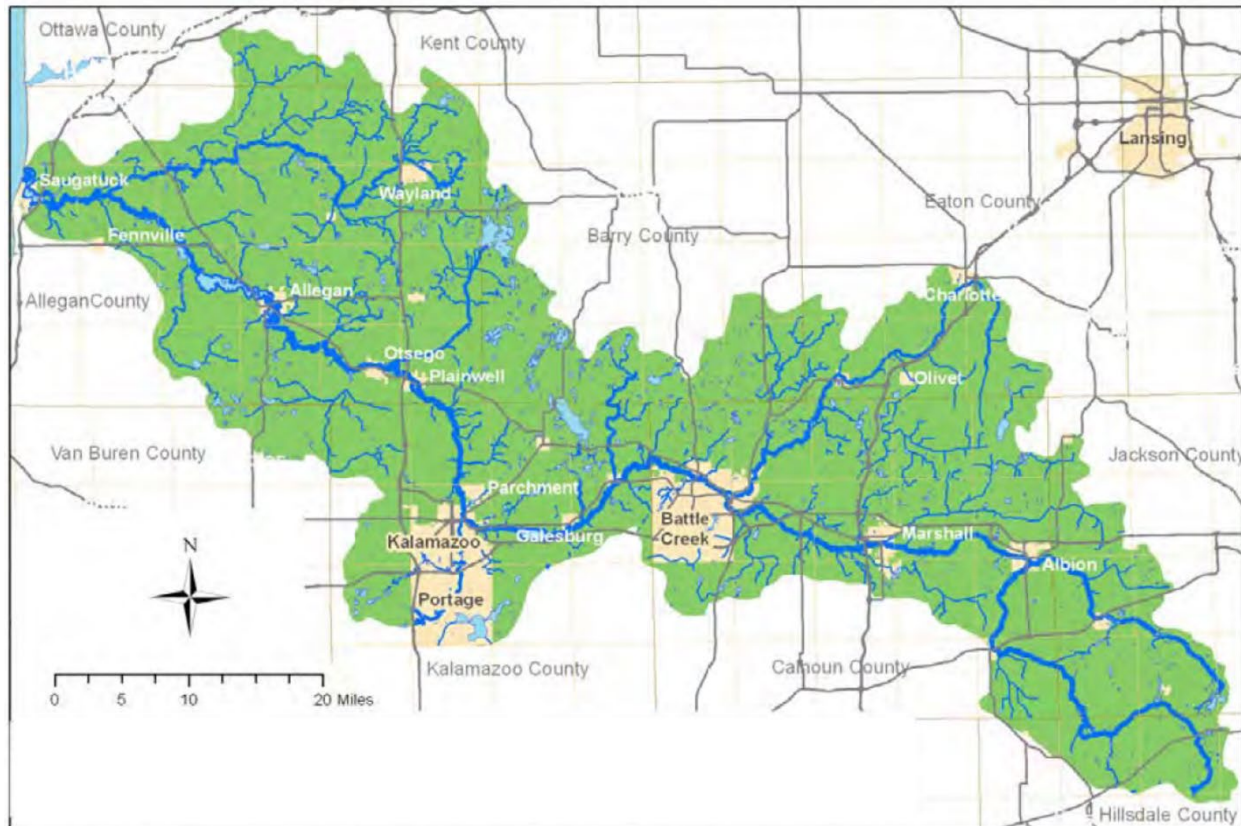 Ottawa County
Kent County
Lansing
Saugatuck
Wayland
Eaton County
Fennville
Barry County
Allegan
AlleganCounty
Charlotte
Otsego
Plainwell
Olivet
Van Buren County
Jackson County
Parchment
Battle
Creek
Galesburg
Kalamazoo
Marshall
Albion
N
Portage
Kalamazoo County
Calhoun County
0 5 10 20 Miles
Hillsdale County